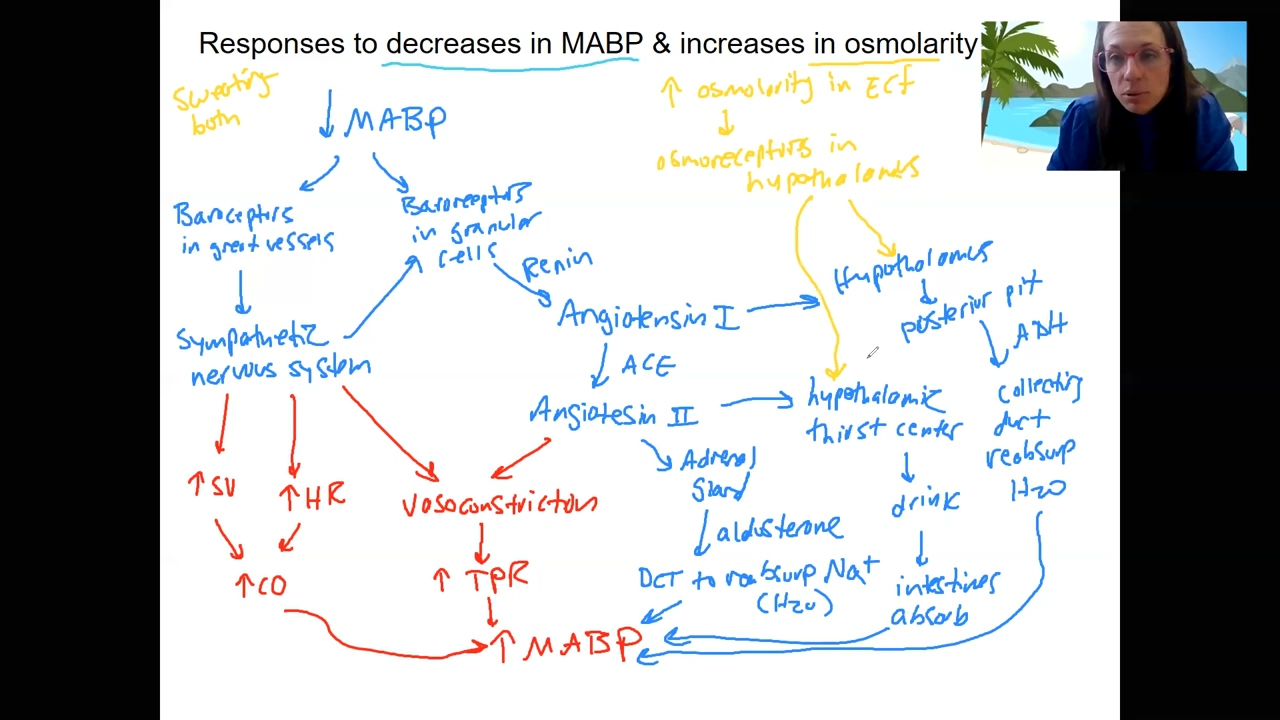 Responses to decreases in MABP & increases in osmolarity
Sweating
both
↓ MABP
↑ osmolarity in ECF
osmoreceptors in
hypothalamus
Baroceptors
in great vessels
Baroreceptors
in granular
cells
Renin
Hypothalamus
posterior pit
ADH
Angiotensin I
ACE
Sympathetic
nervous system
Angiotesin II
hypothalamic
thirst center
collecting
duct
reabsorp
H2O
Adrenal
Gland
↑ SV
↑ HR
Vasoconstriction
drink
aldosterone
↑ CO
↑ TPR
DCT to reabsorp Na+
(H2O)
intestines
absorb
↑ MABP